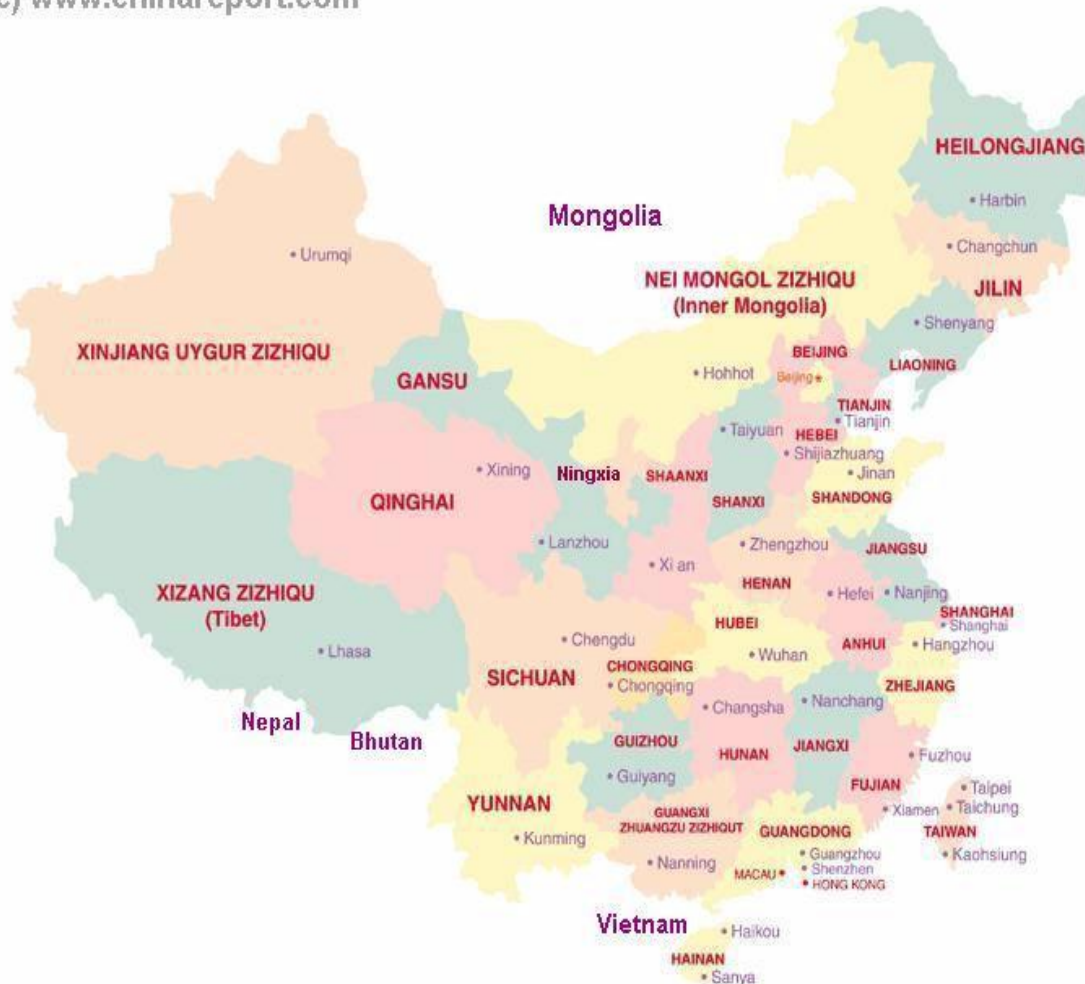 c) www.chinareport.com
HEILONGJIANG
• Harbin
Mongolia
• Changchun
• Urumqi
NEI MONGOL ZIZHIQU
(Inner Mongolia)
JILIN
• Shenyang
XINJIANG UYGUR ZIZHIQU
BEIJING
LIAONING
GANSU
• Hohhot
Beijing★
TIANJIN
• Tianjin
• Taiyuan
HEBEI
• Shijiazhuang
• Xining
Ningxia
SHAANXI
• Jinan
QINGHAI
SHANXI
SHANDONG
• Lanzhou
• Zhengzhou
JIANGSU
• Xi an
HENAN
XIZANG ZIZHIQU
(Tibet)
• Hefei
• Nanjing
SHANGHAI
• Shanghai
HUBEI
• Chengdu
ANHUI
• Hangzhou
• Lhasa
• Wuhan
CHONGQING
• Chongqing
SICHUAN
ZHEJIANG
• Changsha
• Nanchang
Nepal
Bhutan
GUIZHOU
HUNAN
JIANGXI
• Fuzhou
• Guiyang
FUJIAN
• Taipei
YUNNAN
GUANGXI
ZHUANGZU ZIZHIQUT
• Xiamen
• Taichung
• Kunming
GUANGDONG
TAIWAN
• Guangzhou
• Kaohsiung
• Nanning
• Shenzhen
MACAU •
• HONG KONG
Vietnam
• Haikou
HAINAN
• Sanya